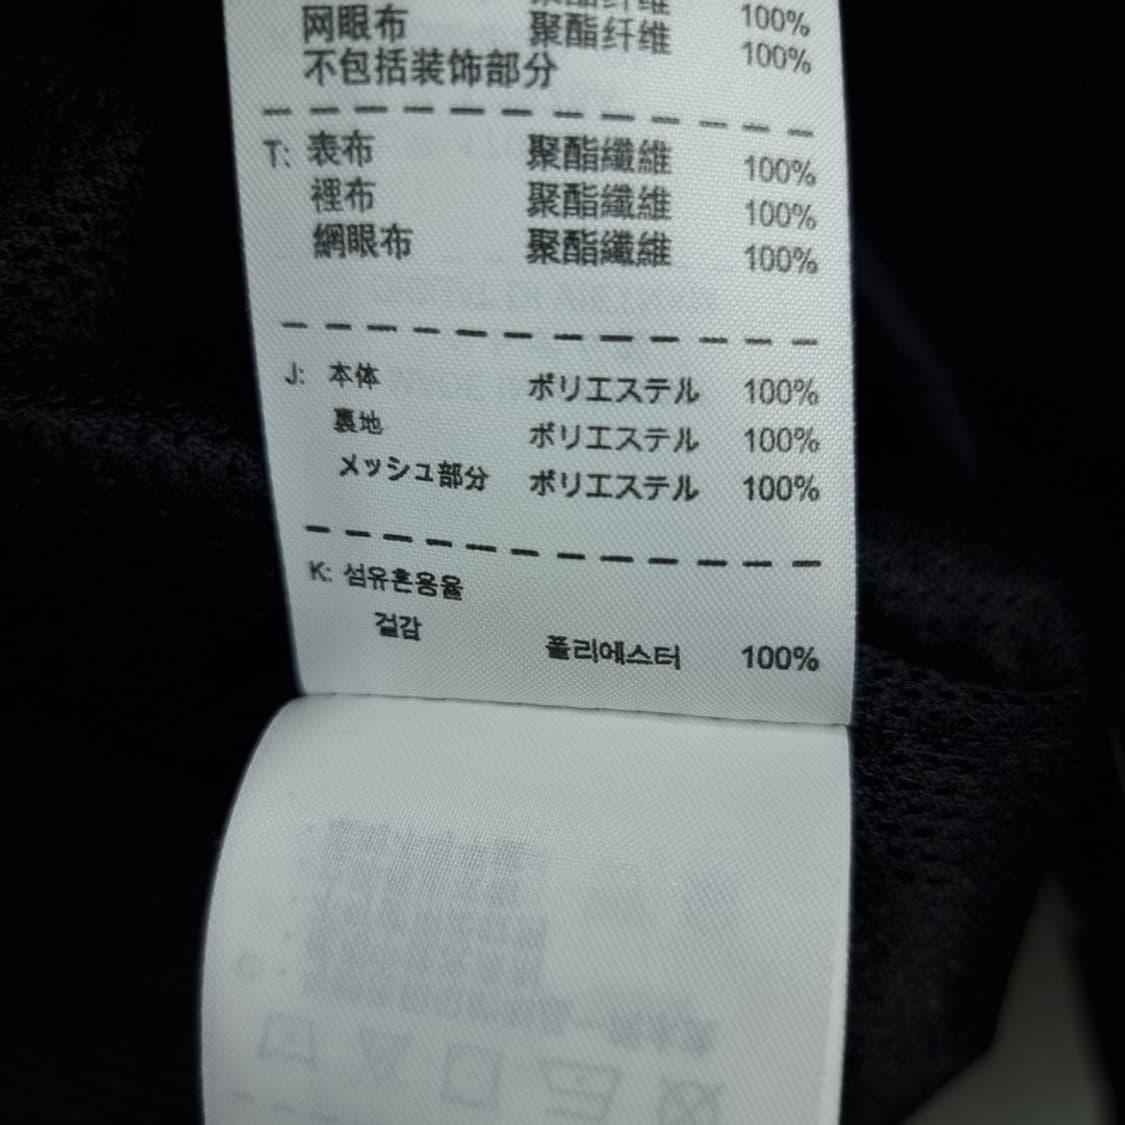 聚酯纤维 100%
网眼布 聚酯纤维 100%
不包括装饰部分
T: 表布 聚酯纖維 100%
裡布 聚酯纖維 100%
網眼布 聚酯纖維 100%
J: 本体 ポリエステル 100%
裏地 ポリエステル 100%
メッシュ部分 ポリエステル 100%
K: 섬유혼용율
겉감 폴리에스터 100%